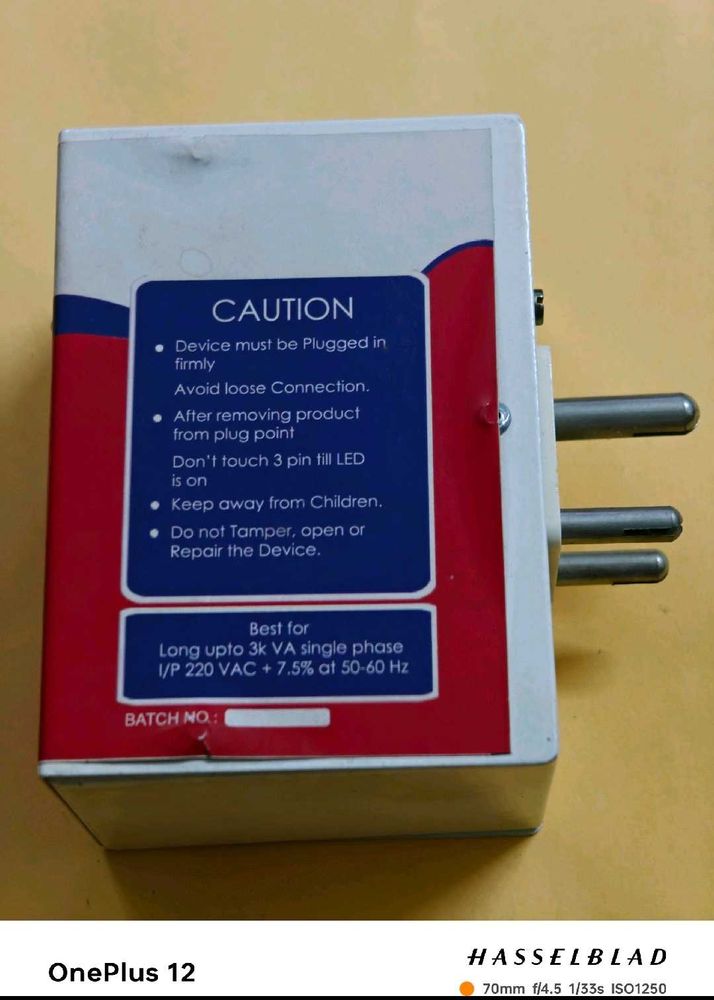 CAUTION
• Device must be Plugged in
firmly
Avoid loose Connection.
• After removing product
from plug point
Don't touch 3 pin till LED
is on
• Keep away from Children.
• Do not Tamper, open or
Repair the Device.
Best for
Long upto 3k VA single phase
I/P 220 VAC + 7.5% at 50-60 Hz
BATCH NO.:
OnePlus 12
HASSELBLAD
70mm f/4.5 1/33s ISO1250